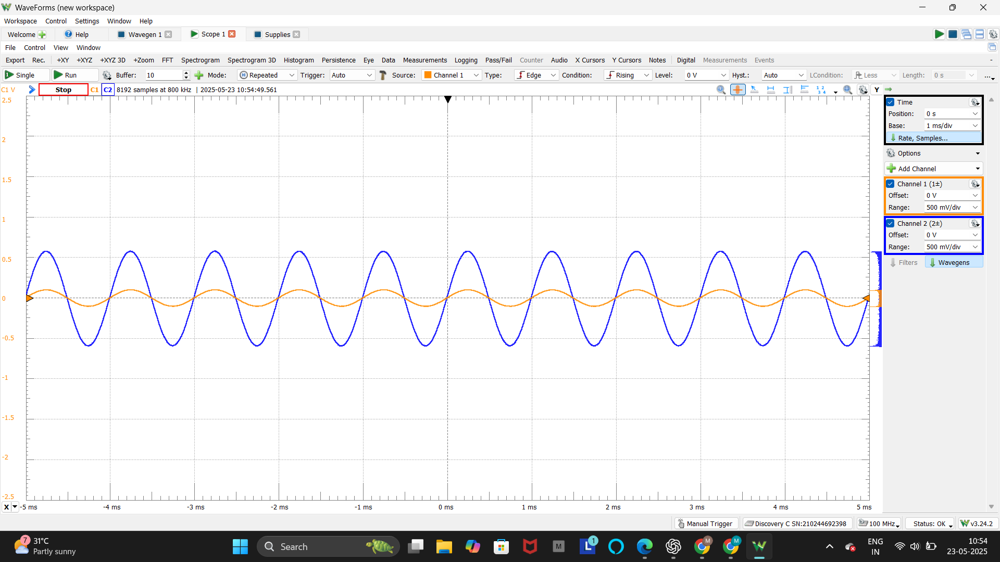 WaveForms (new workspace)
Workspace Control Settings Window Help
Welcome Help Wavegen 1 Scope 1 Supplies
File Control View Window
Export Rec. +XY +XYZ +XYZ 3D +Zoom FFT Spectrogram Spectrogram 3D Histogram Persistence Eye Data Measurements Logging Pass/Fail Counter Audio X Cursors Y Cursors Notes Digital Measurements Events
Single Run Buffer: 10 Mode: Repeated Trigger: Auto Source: Channel 1 Type: Edge Condition: Rising Level: 0 V Hyst.: Auto LCondition: Less Length: 0 s ...
C1 V Stop C1 C2 8192 samples at 800 kHz | 2025-05-23 10:54:49.561 Y
2.5
2
1.5
1
0.5
0
-0.5
-1
-1.5
-2
-2.5
X -5 ms -4 ms -3 ms -2 ms -1 ms 0 ms 1 ms 2 ms 3 ms 4 ms 5 ms
Time
Position: 0 s
Base: 1 ms/div
Rate, Samples...
Options
Add Channel
Channel 1 (1±)
Offset: 0 V
Range: 500 mV/div
Channel 2 (2±)
Offset: 0 V
Range: 500 mV/div
Filters Wavegens
Manual Trigger Discovery C SN:210244692398 100 MHz Status: OK v3.24.2
7 31°C
Partly sunny
Search
M
L 1
M
M
ENG
IN
10:54
23-05-2025